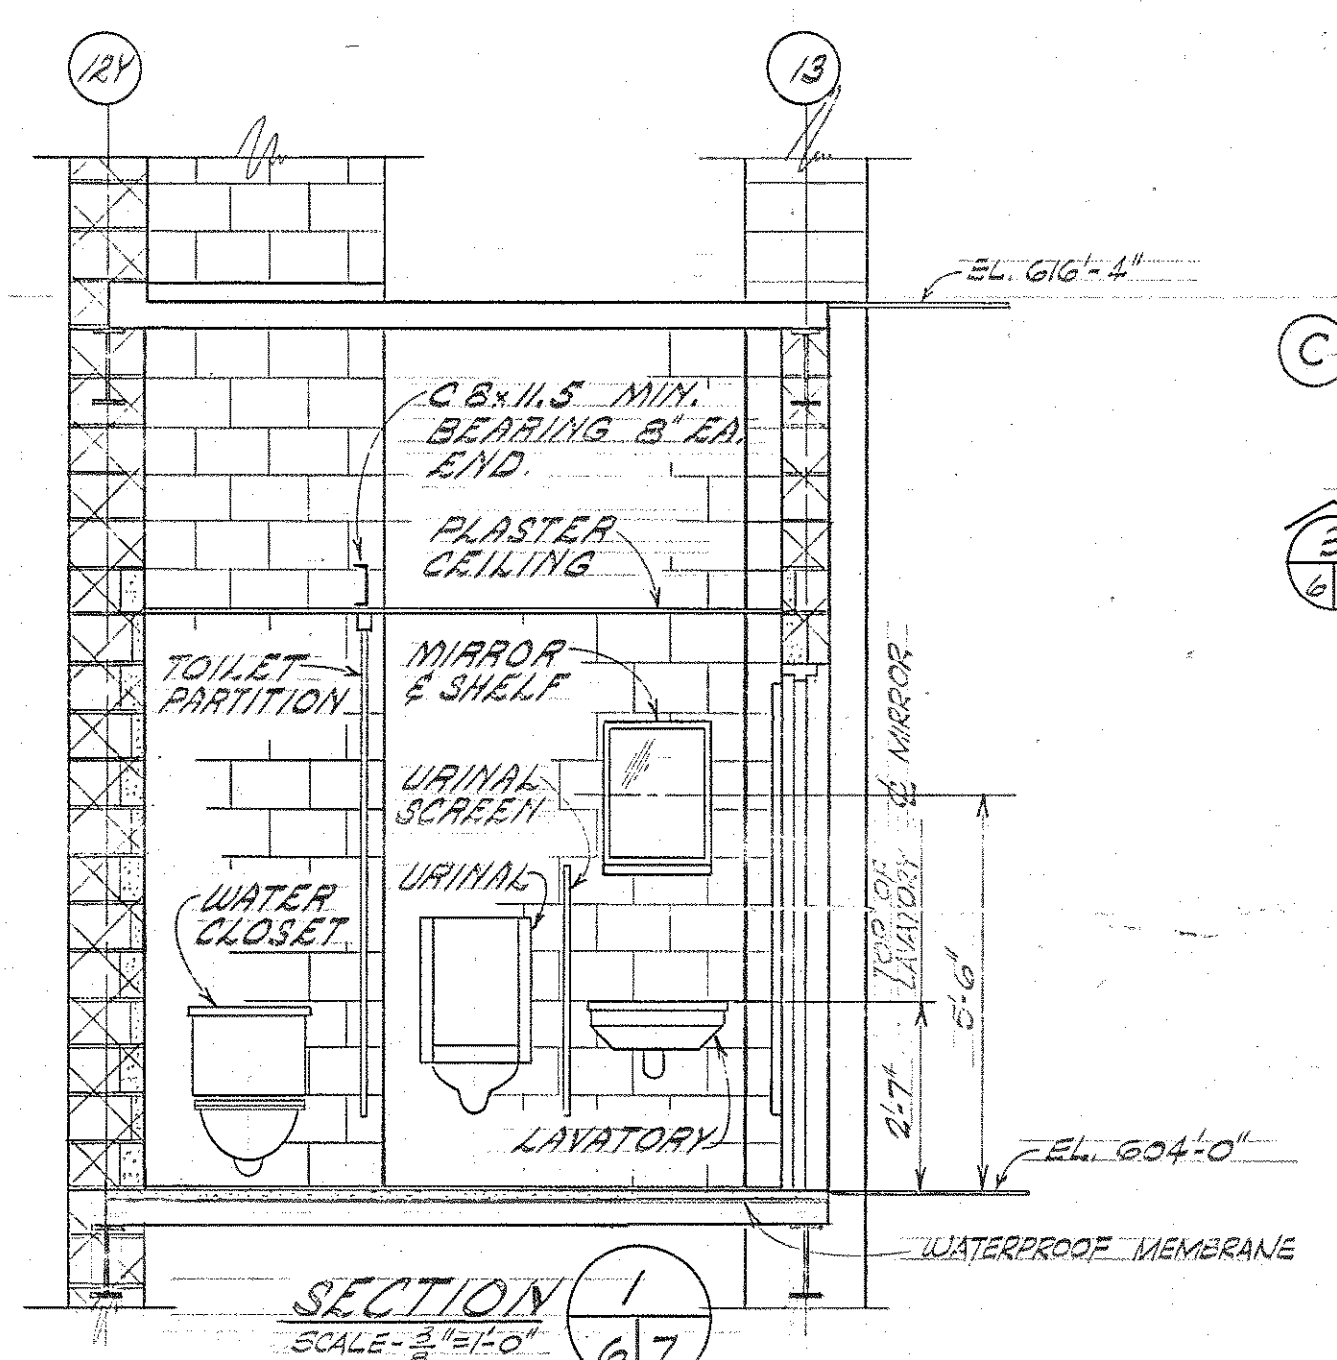 12Y
13
EL. 616'-4"
C
C 8x11.5 MIN.
BEARING 8" EA.
END.
PLASTER
CEILING
TOILET
PARTITION
MIRROR
& SHELF
℄ MIRROR
URINAL
SCREEN
URINAL
WATER
CLOSET
TOP OF
LAVATORY
5'-6"
2'-7"
LAVATORY
EL. 604'-0"
WATERPROOF MEMBRANE
SECTION
SCALE - 3/8" = 1'-0"
1
6 7
6